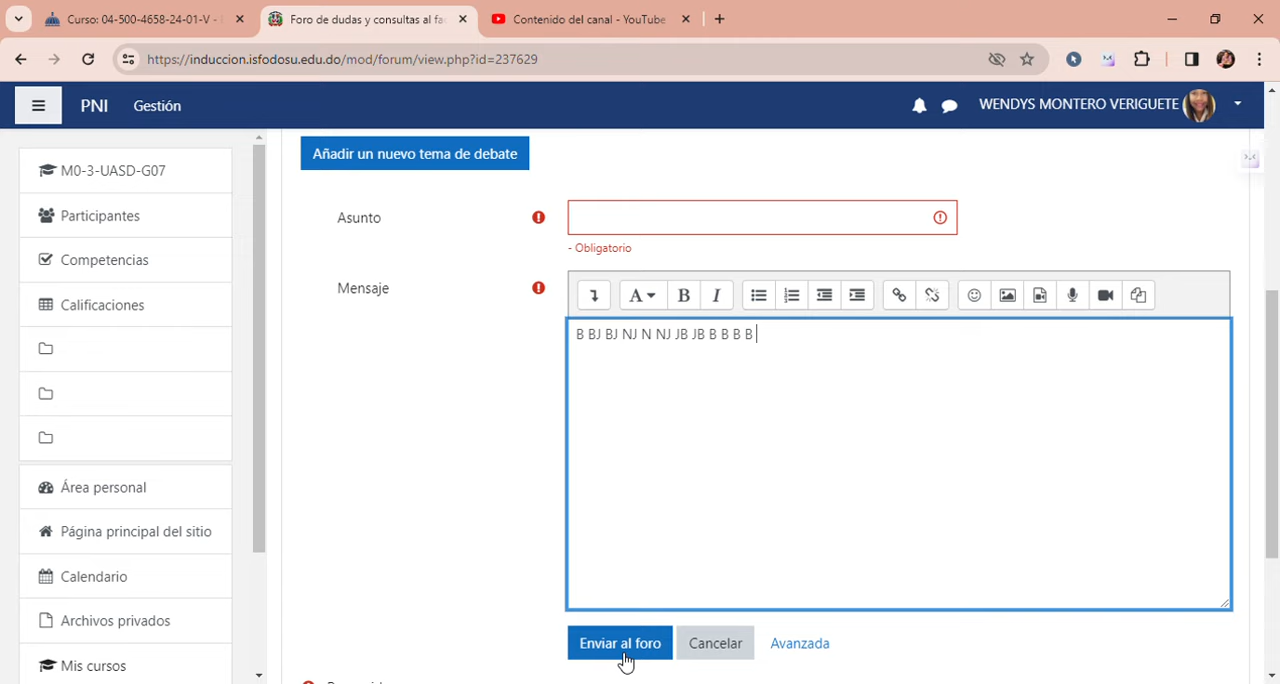 Curso: 04-500-4658-24-01-V -
Foro de dudas y consultas al fa
Contenido del canal - YouTube
https://induccion.isfodosu.edu.do/mod/forum/view.php?id=237629
PNI
Gestión
WENDYS MONTERO VERIGUETE
M0-3-UASD-G07
Participantes
Competencias
Calificaciones
Área personal
Página principal del sitio
Calendario
Archivos privados
Mis cursos
Añadir un nuevo tema de debate
Asunto
- Obligatorio
Mensaje
A
B
I
B BJ BJ NJ N NJ JB JB B B B B
Enviar al foro
Cancelar
Avanzada